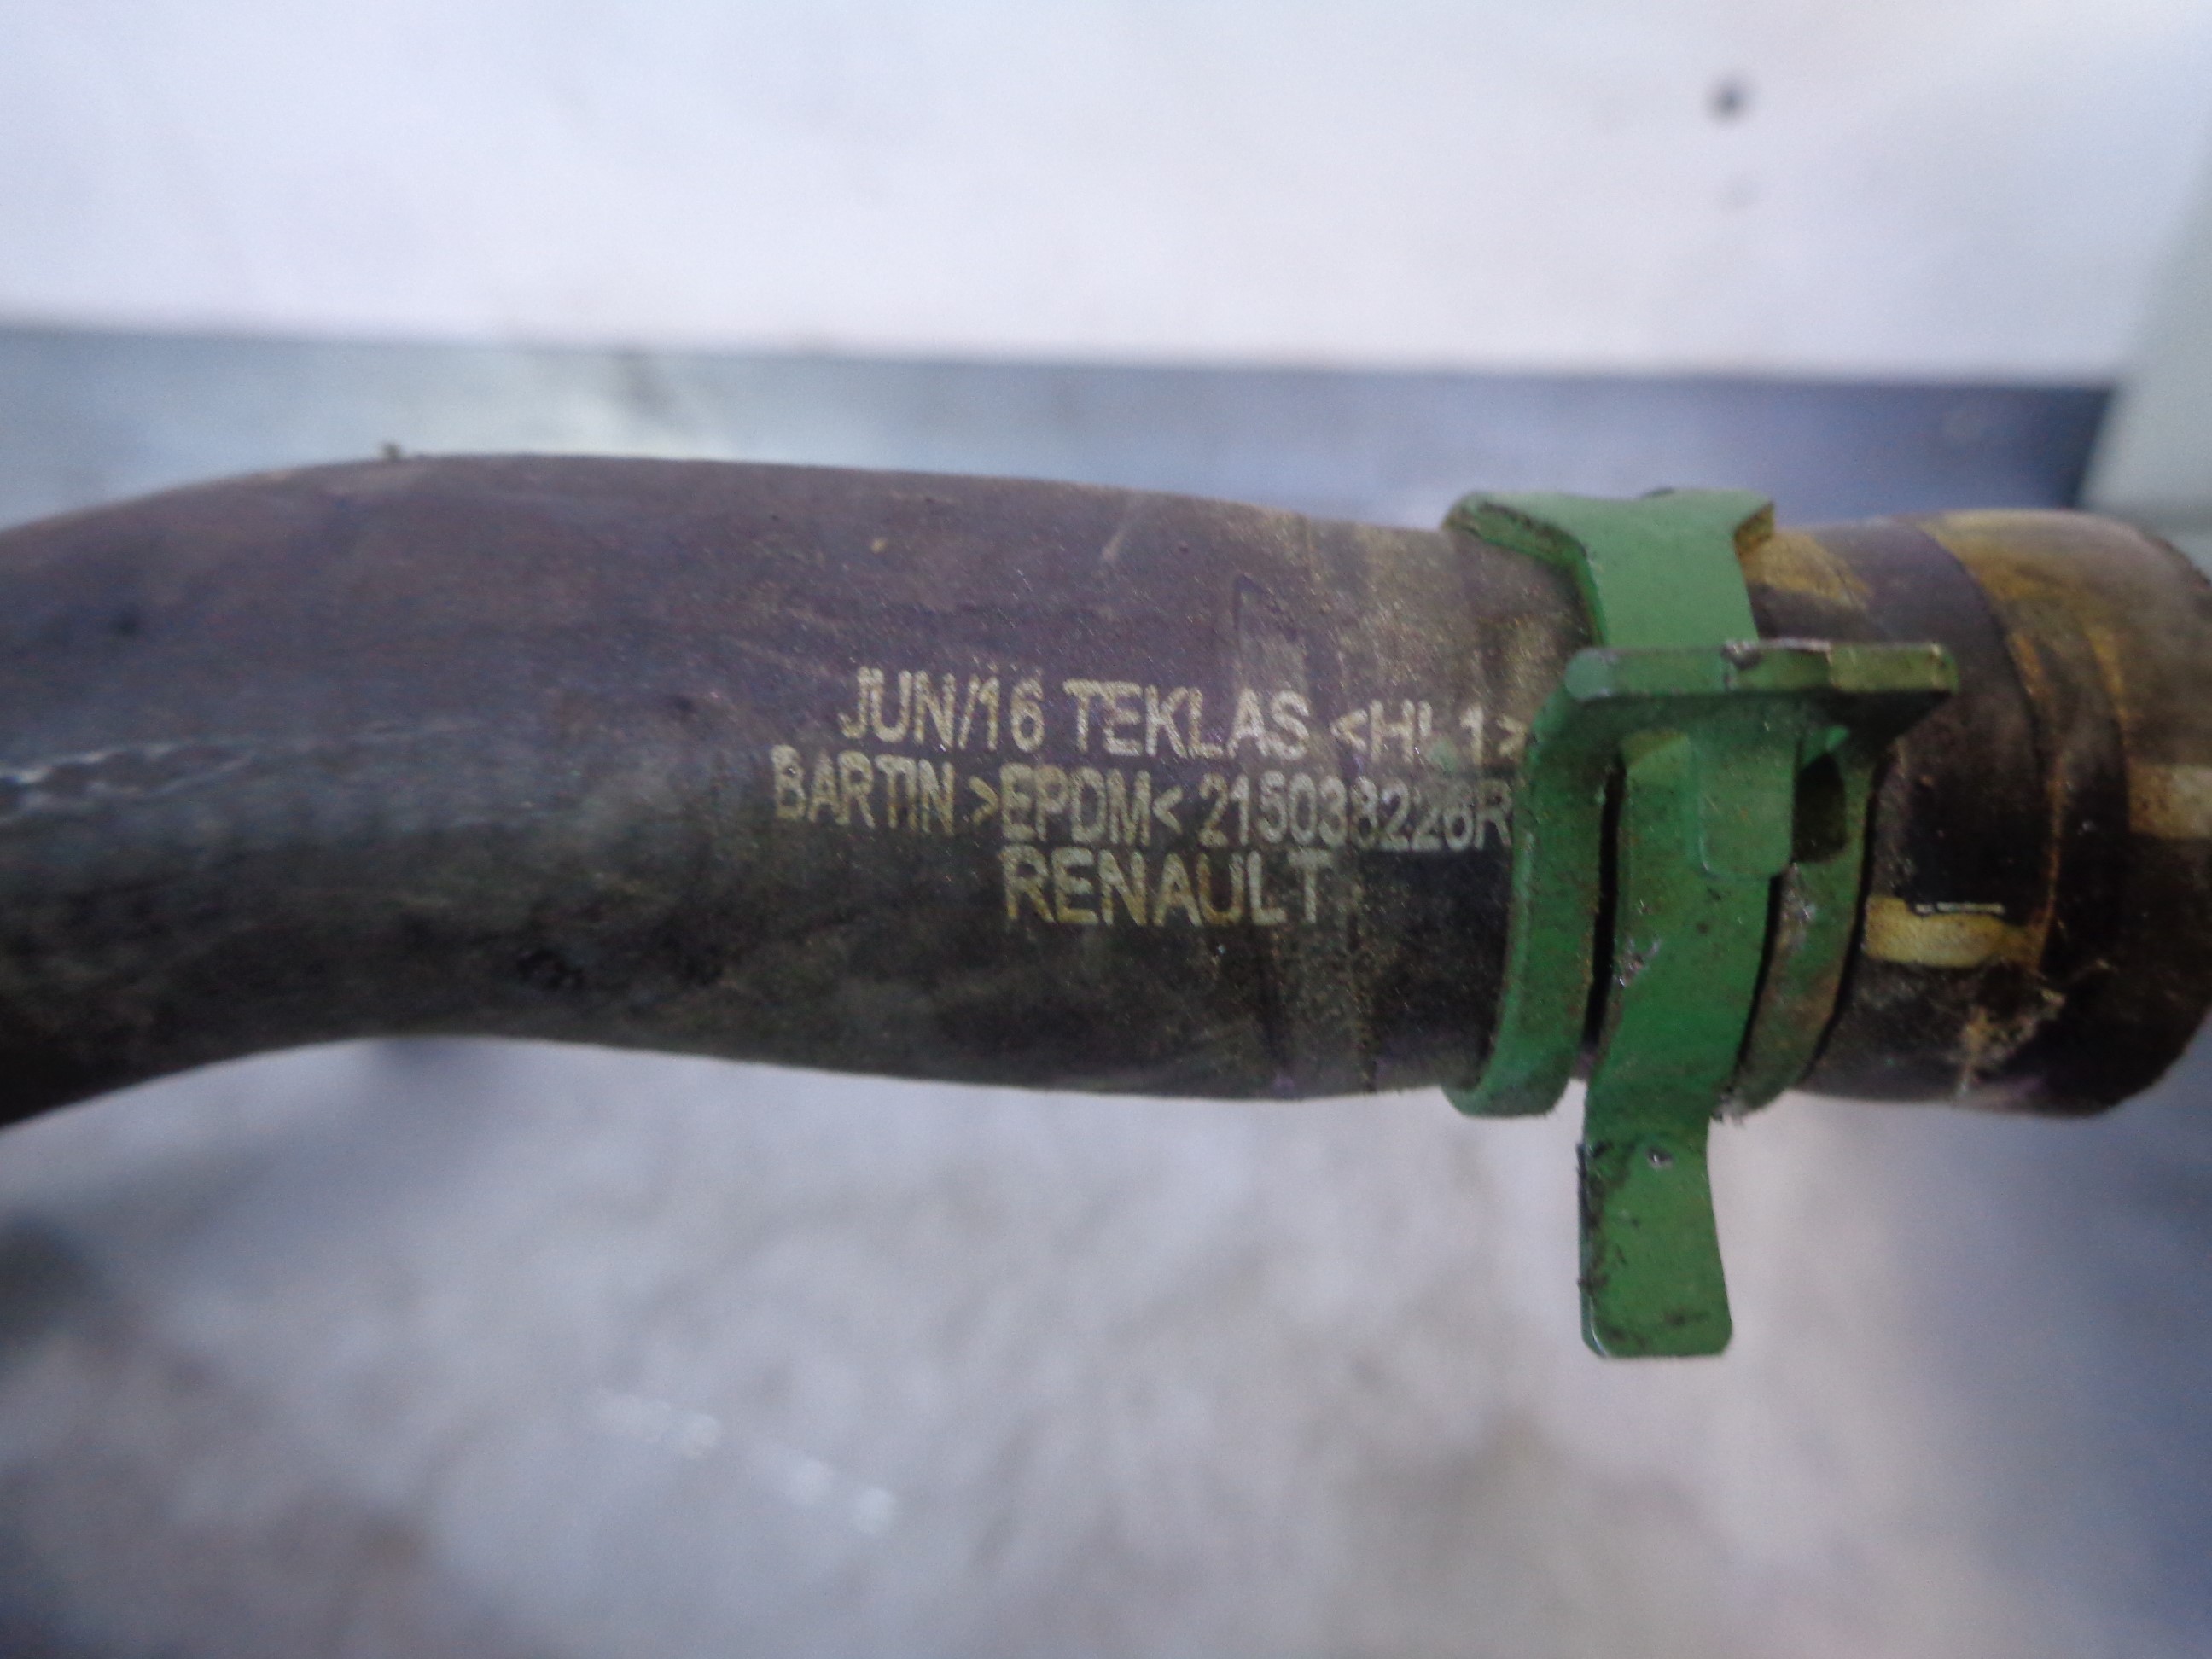 JUN/16 TEKLAS <HL1>
BARTIN >EPDM< 215038226R
RENAULT